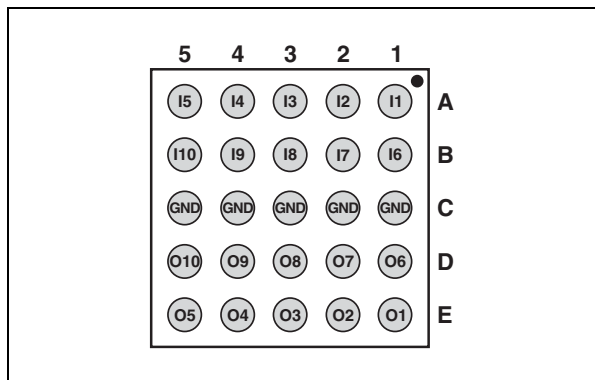 5 4 3 2 1
I5 I4 I3 I2 I1 A
I10 I9 I8 I7 I6 B
GND GND GND GND GND C
O10 O9 O8 O7 O6 D
O5 O4 O3 O2 O1 E